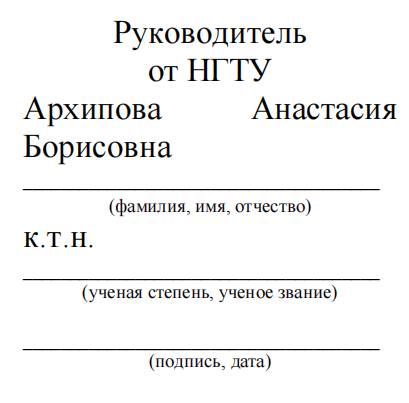 Руководитель
от НГТУ
Архипова Анастасия
Борисовна
(фамилия, имя, отчество)
к.т.н.
(ученая степень, ученое звание)
(подпись, дата)